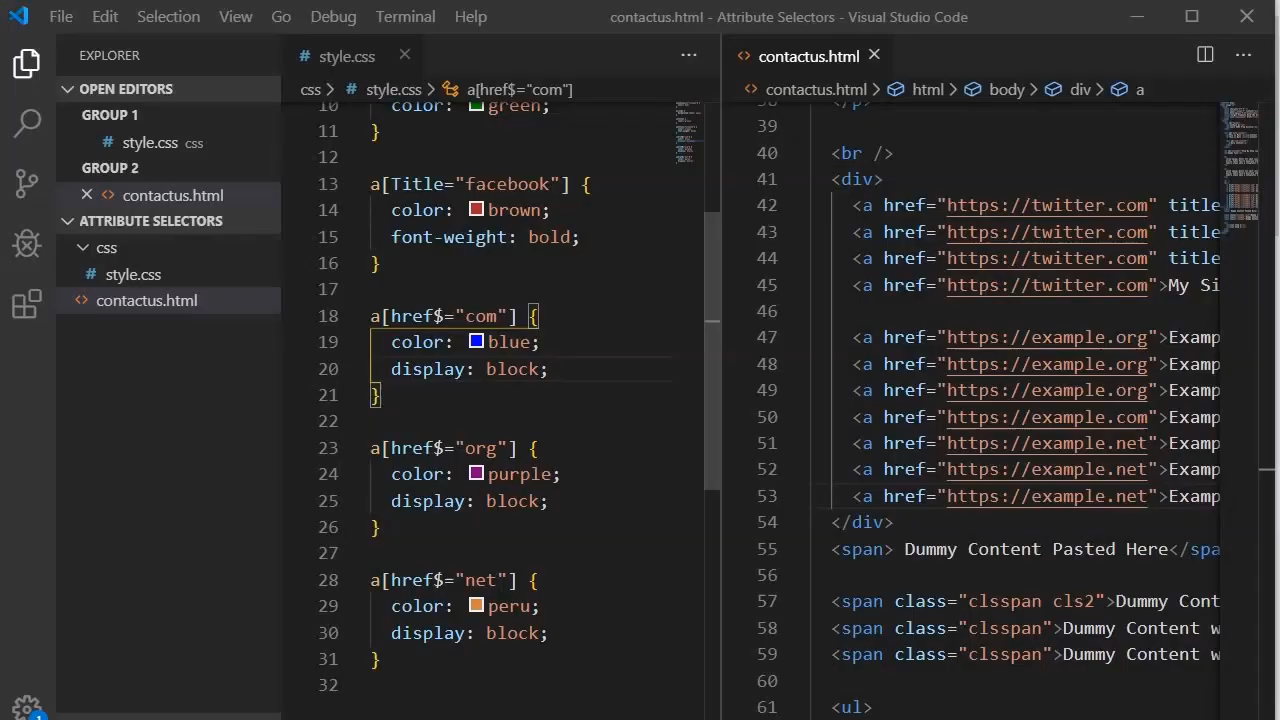 File Edit Selection View Go Debug Terminal Help contactus.html - Attribute Selectors - Visual Studio Code
EXPLORER
OPEN EDITORS
GROUP 1
# style.css css
GROUP 2
contactus.html
ATTRIBUTE SELECTORS
css
# style.css
contactus.html
1
# style.css
css > # style.css > a[href$="com"]
10 color: green;
11 }
12
13 a[Title="facebook"] {
14 color: brown;
15 font-weight: bold;
16 }
17
18 a[href$="com"] {
19 color: blue;
20 display: block;
21 }
22
23 a[href$="org"] {
24 color: purple;
25 display: block;
26 }
27
28 a[href$="net"] {
29 color: peru;
30 display: block;
31 }
32
contactus.html
contactus.html > html > body > div > a
38 </p>
39
40 <br />
41 <div>
42 <a href="https://twitter.com" title
43 <a href="https://twitter.com" title
44 <a href="https://twitter.com" title
45 <a href="https://twitter.com">My Si
46
47 <a href="https://example.org">Examp
48 <a href="https://example.org">Examp
49 <a href="https://example.org">Examp
50 <a href="https://example.com">Examp
51 <a href="https://example.net">Examp
52 <a href="https://example.net">Examp
53 <a href="https://example.net">Examp
54 </div>
55 <span> Dummy Content Pasted Here</spa
56
57 <span class="clsspan cls2">Dummy Cont
58 <span class="clsspan">Dummy Content w
59 <span class="clsspan">Dummy Content w
60
61 <ul>